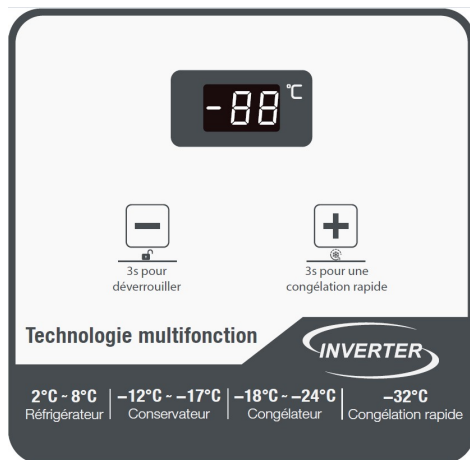 -88 °C
− +
3s pour 3s pour une
déverrouiller congélation rapide
Technologie multifonction INVERTER
2°C ~ 8°C −12°C ~ −17°C −18°C ~ −24°C −32°C
Réfrigérateur Conservateur Congélateur Congélation rapide